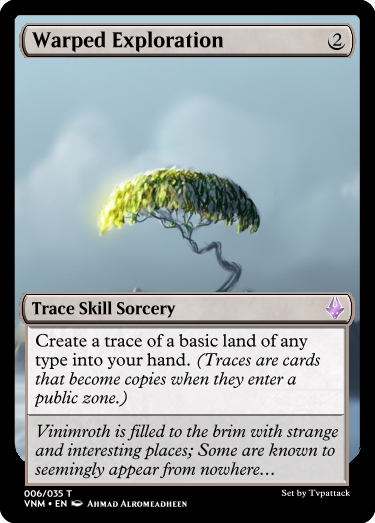 Warped Exploration 2
Trace Skill Sorcery
Create a trace of a basic land of any
type into your hand. (Traces are cards
that become copies when they enter a
public zone.)
Vinimroth is filled to the brim with strange
and interesting places; Some are known to
seemingly appear from nowhere...
006/035 T
Set by Tvpattack
VNM • EN Ahmad Alromeadheen